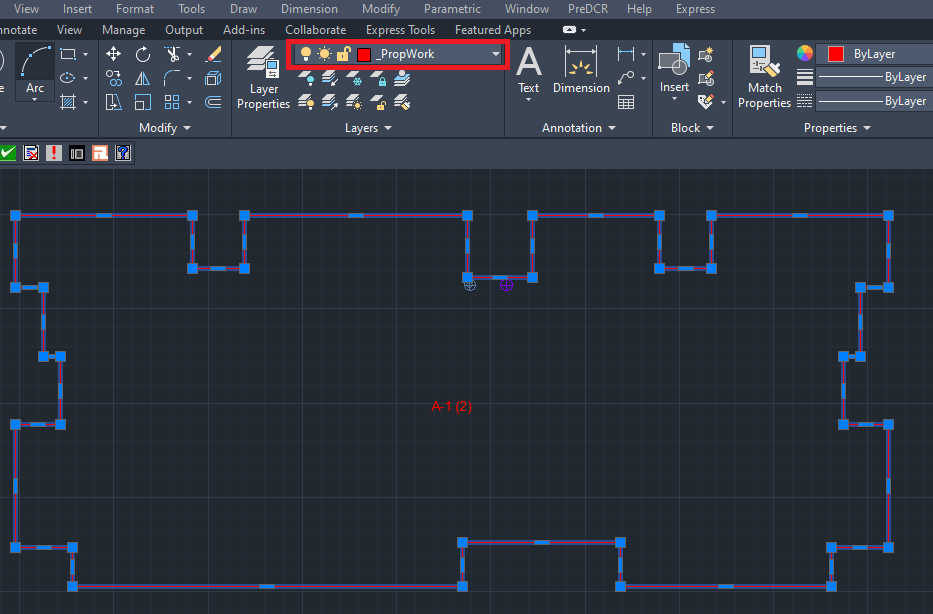 View Insert Format Tools Draw Dimension Modify Parametric Window PreDCR Help Express
nnotate View Manage Output Add-ins Collaborate Express Tools Featured Apps
_PropWork
ByLayer
ByLayer
ByLayer
Arc
Layer
Properties
Text
Dimension
Insert
Match
Properties
Modify Layers Annotation Block Properties
A-1 (2)